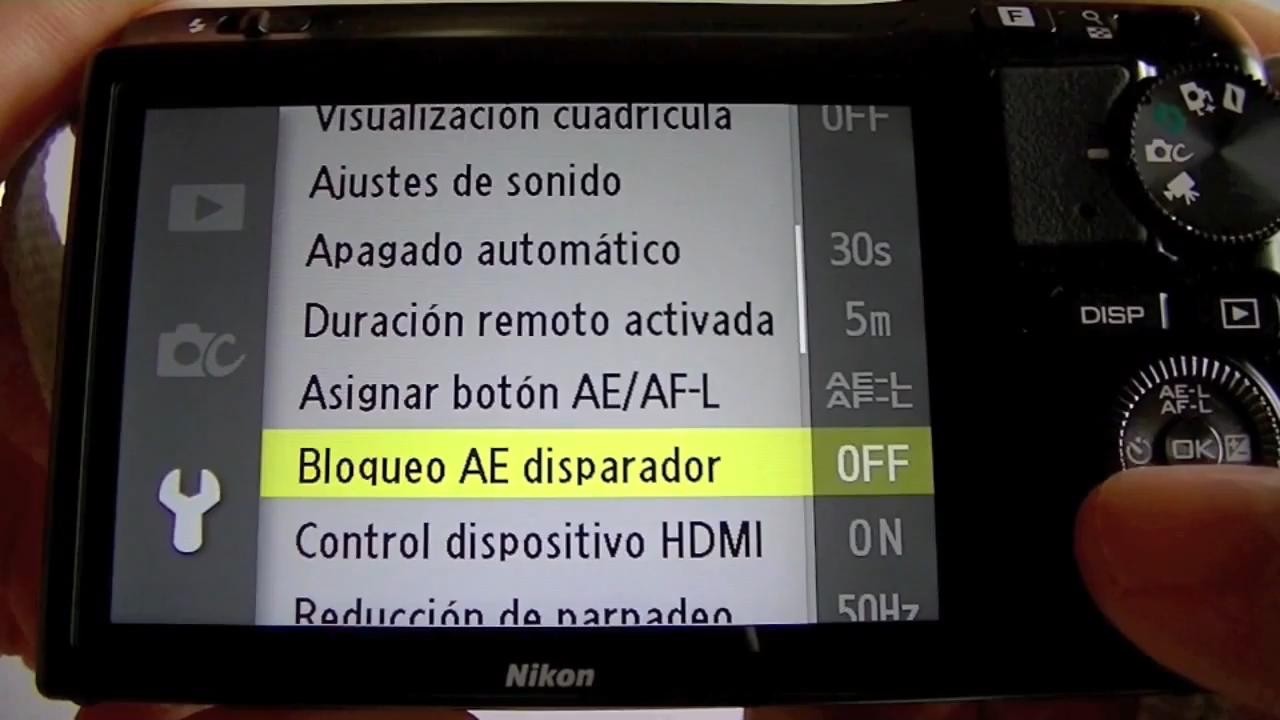 F
Visualización cuadrícula OFF
Ajustes de sonido
Apagado automático 30s
Duración remoto activada 5m
Asignar botón AE/AF-L AE-L AF-L
Bloqueo AE disparador OFF
Control dispositivo HDMI ON
Reducción de parpadeo 50Hz
DISP
AE-L
AF-L
OK
Nikon